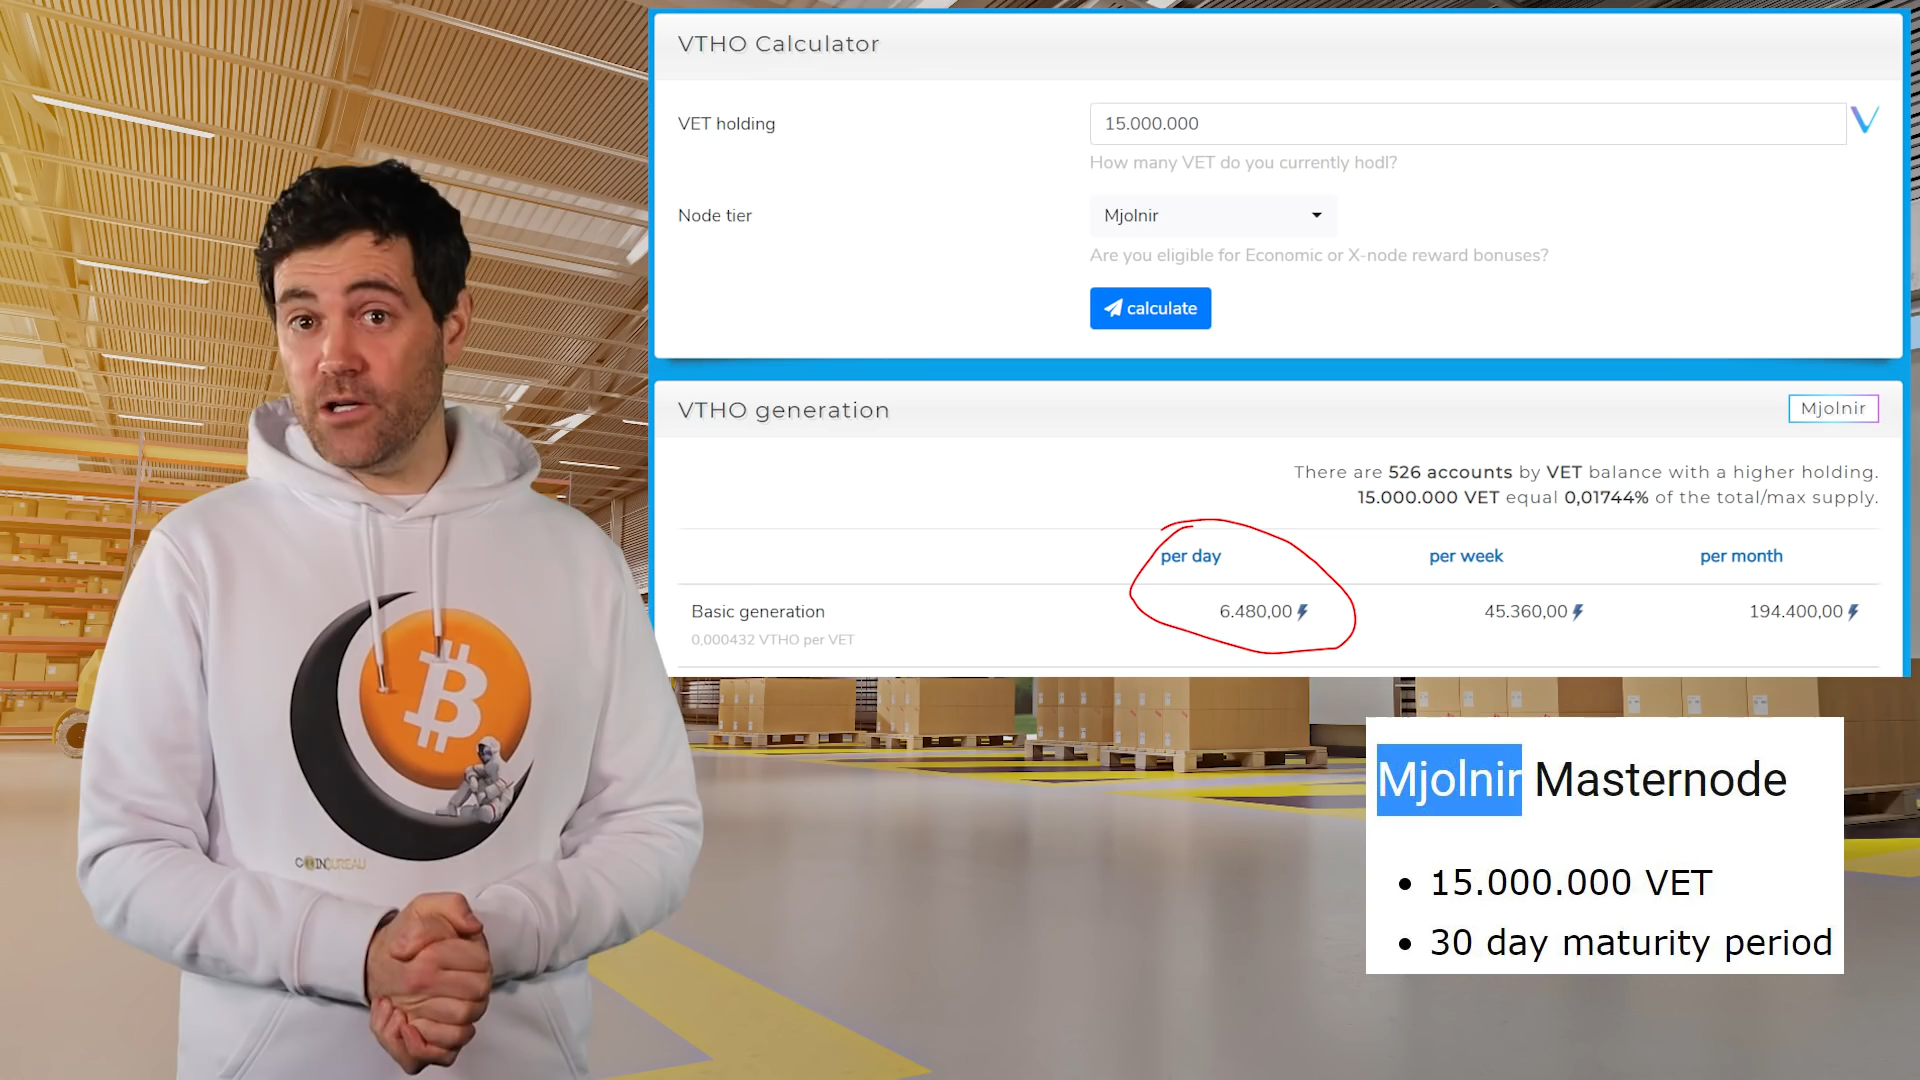 VTHO Calculator
VET holding
15.000.000
How many VET do you currently hodl?
Node tier
Mjolnir
Are you eligible for Economic or X-node reward bonuses?
calculate
VTHO generation
Mjolnir
There are 526 accounts by VET balance with a higher holding.
15.000.000 VET equal 0,01744% of the total/max supply.
per day per week per month
Basic generation 6.480,00 45.360,00 194.400,00
0,000432 VTHO per VET
COINBUREAU
Mjolnir Masternode
• 15.000.000 VET
• 30 day maturity period